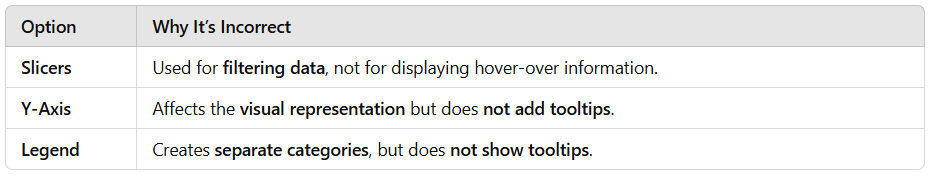 Option Why It's Incorrect
Slicers Used for filtering data, not for displaying hover-over information.
Y-Axis Affects the visual representation but does not add tooltips.
Legend Creates separate categories, but does not show tooltips.